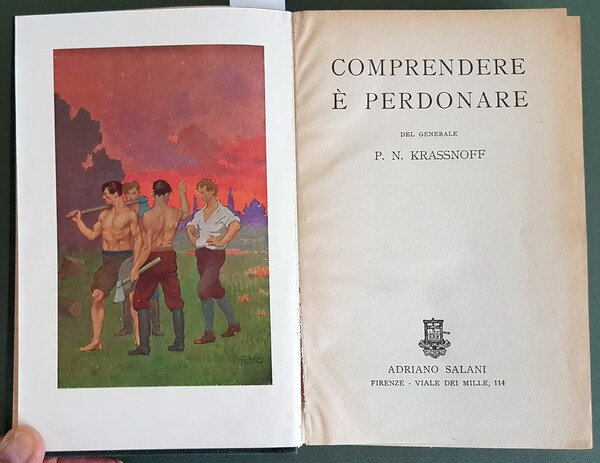 COMPRENDERE
È PERDONARE
DEL GENERALE
P. N. KRASSNOFF
ADRIANO SALANI
FIRENZE - VIALE DEI MILLE, 114